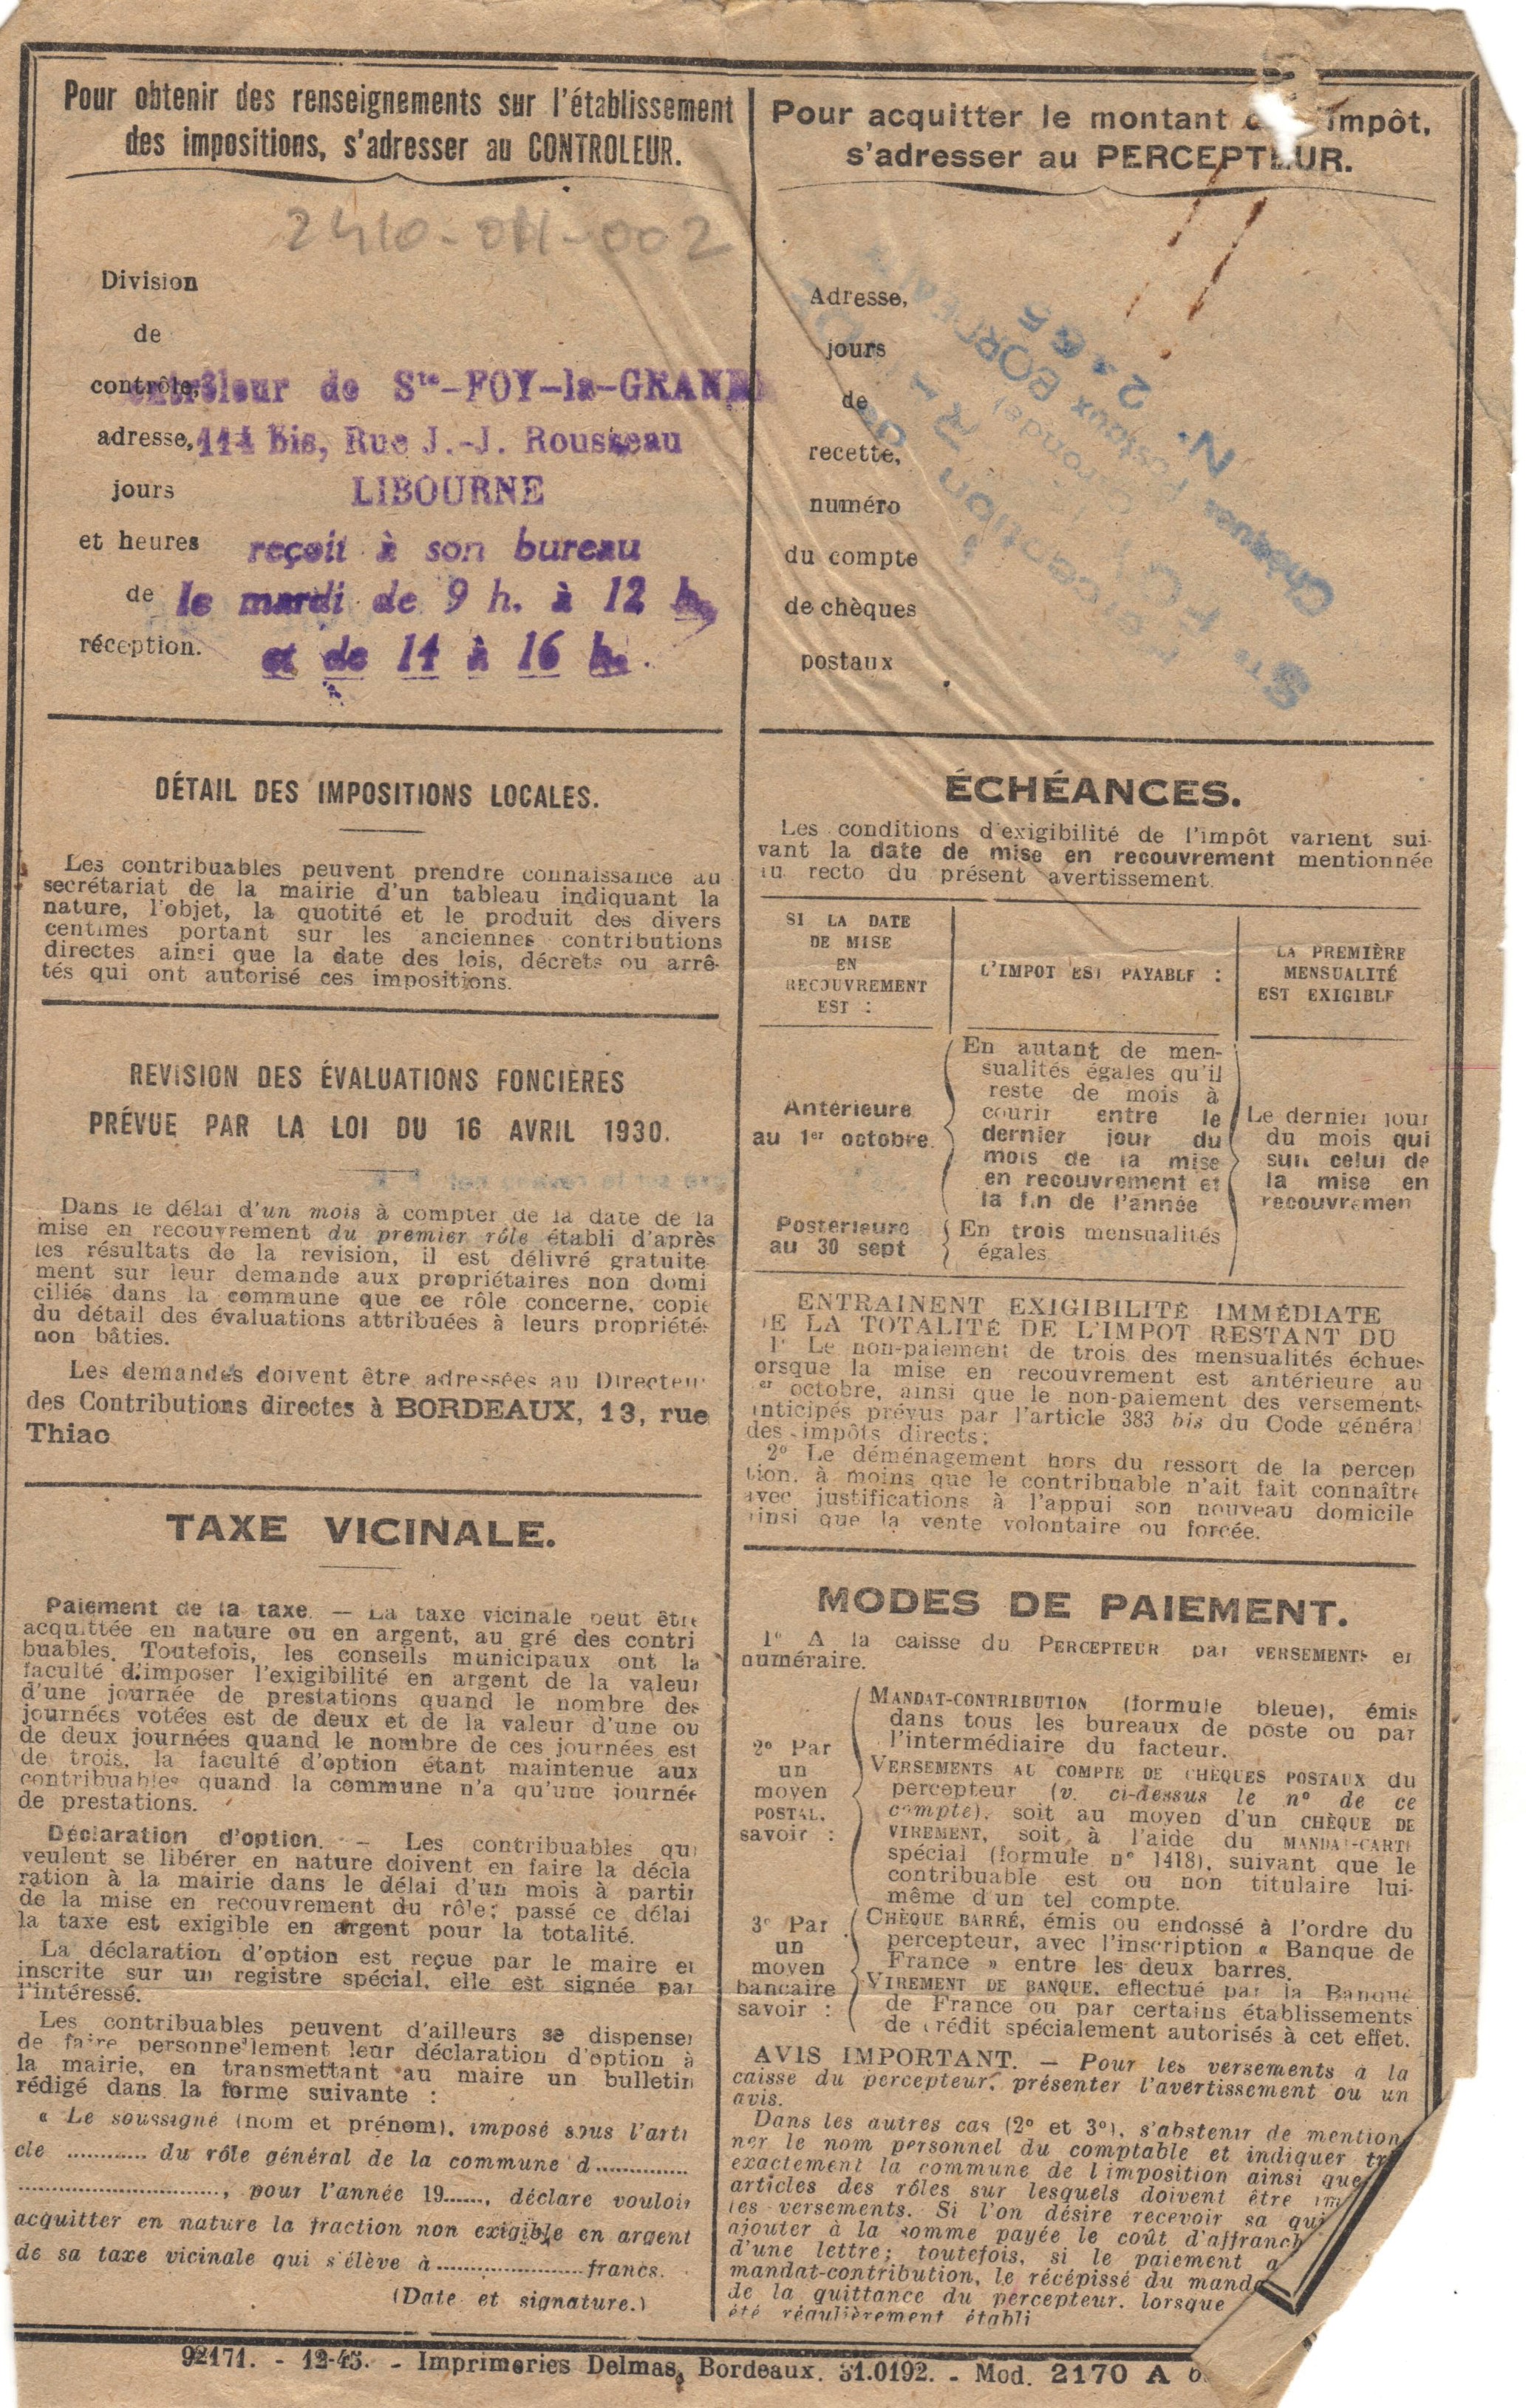 Pour obtenir des renseignements sur l'établissement
des impositions, s'adresser au CONTROLEUR.
2410-011-002
Division
de
contrôle,
adresse,
jours
et heures
de
réception.
contrôleur de Ste-FOY-la-GRANDE
111 bis, Rue J.-J. Rousseau
LIBOURNE
reçoit à son bureau
le mardi de 9 h. à 12 h.
et de 14 à 16 h.
DÉTAIL DES IMPOSITIONS LOCALES.
Les contribuables peuvent prendre connaissance au
secrétariat de la mairie d'un tableau indiquant la
nature, l'objet, la quotité et le produit des divers
centimes portant sur les anciennes contributions
directes ainsi que la date des lois, décrets ou arrê-
tés qui ont autorisé ces impositions.
REVISION DES ÉVALUATIONS FONCIÈRES
PRÉVUE PAR LA LOI DU 16 AVRIL 1930.
Dans le délai d'un mois à compter de la date de la
mise en recouvrement du premier rôle établi d'après
les résultats de la revision, il est délivré gratuite
ment sur leur demande aux propriétaires non domi
ciliés dans la commune que ce rôle concerne, copie
du détail des évaluations attribuées à leurs propriétés
non bâties.
Les demandes doivent être adressées au Directeur
des Contributions directes à BORDEAUX, 13, rue
Thiac
TAXE VICINALE.
Paiement de la taxe. — La taxe vicinale peut être
acquittée en nature ou en argent, au gré des contri
buables. Toutefois, les conseils municipaux ont la
faculté d'imposer l'exigibilité en argent de la valeur
d'une journée de prestations quand le nombre des
journées votées est de deux et de la valeur d'une ou
de deux journées quand le nombre de ces journées est
de trois, la faculté d'option étant maintenue aux
contribuables quand la commune n'a qu'une journée
de prestations.
Déclaration d'option. — Les contribuables qui
veulent se libérer en nature doivent en faire la décla
ration à la mairie dans le délai d'un mois à partir
de la mise en recouvrement du rôle; passé ce délai
la taxe est exigible en argent pour la totalité.
La déclaration d'option est reçue par le maire et
inscrite sur un registre spécial, elle est signée par
l'intéressé.
Les contribuables peuvent d'ailleurs se dispenser
de faire personnellement leur déclaration d'option à
la mairie, en transmettant au maire un bulletin
rédigé dans la forme suivante :
« Le soussigné (nom et prénom), imposé sous l'arti
cle ............ du rôle général de la commune d..............
............................., pour l'année 19......, déclare vouloir
acquitter en nature la fraction non exigible en argent
de sa taxe vicinale qui s'élève à...................... francs.
(Date et signature.)
Pour acquitter le montant de l'impôt,
s'adresser au PERCEPTEUR.
Adresse,
jours
de
recette,
numéro
du compte
de chèques
postaux
Perception de
Ste FOY
Chèques postaux BORDEAUX
N° 2465
ÉCHÉANCES.
Les conditions d'exigibilité de l'impôt varient sui-
vant la date de mise en recouvrement mentionnée
au recto du présent avertissement.
SI LA DATE
DE MISE
EN
RECOUVREMENT
EST :
L'IMPOT EST PAYABLE :
LA PREMIÈRE
MENSUALITÉ
EST EXIGIBLE
Antérieure
au 1er octobre.
En autant de men-
sualités égales qu'il
reste de mois à
courir entre le
dernier jour du
mois de la mise
en recouvrement et
la fin de l'année
Le dernier jour
du mois qui
suit celui de
la mise en
recouvremen
Postérieure
au 30 sept
En trois mensualités
égales
ENTRAINENT EXIGIBILITÉ IMMÉDIATE
DE LA TOTALITÉ DE L'IMPOT RESTANT DU
1° Le non-paiement de trois des mensualités échues
lorsque la mise en recouvrement est antérieure au
1er octobre, ainsi que le non-paiement des versements
anticipés prévus par l'article 383 bis du Code général
des impôts directs;
2° Le déménagement hors du ressort de la percep
tion, à moins que le contribuable n'ait fait connaître
avec justifications à l'appui son nouveau domicile
ainsi que la vente volontaire ou forcée.
MODES DE PAIEMENT.
1° A la caisse du PERCEPTEUR par VERSEMENTS en
numéraire.
2° Par
un
moyen
POSTAL,
savoir :
MANDAT-CONTRIBUTION (formule bleue), émis
dans tous les bureaux de poste ou par
l'intermédiaire du facteur.
VERSEMENTS AU COMPTE DE CHÈQUES POSTAUX du
percepteur (v. ci-dessus le n° de ce
compte), soit au moyen d'un CHÈQUE DE
VIREMENT, soit à l'aide du MANDAT-CARTE
spécial (formule n° 1418), suivant que le
contribuable est ou non titulaire lui-
même d'un tel compte.
3° Par
un
moyen
bancaire
savoir :
CHÈQUE BARRÉ, émis ou endossé à l'ordre du
percepteur, avec l'inscription « Banque de
France » entre les deux barres.
VIREMENT DE BANQUE, effectué par la Banque
de France ou par certains établissements
de crédit spécialement autorisés à cet effet.
AVIS IMPORTANT. — Pour les versements à la
caisse du percepteur, présenter l'avertissement ou un
avis.
Dans les autres cas (2° et 3°), s'abstenir de mention
ner le nom personnel du comptable et indiquer
exactement la commune de l'imposition ainsi que
articles des rôles sur lesquels doivent être im
les versements. Si l'on désire recevoir sa qui
ajouter à la somme payée le coût d'affranch
d'une lettre; toutefois, si le paiement a
mandat-contribution, le récépissé du manda
de la quittance du percepteur, lorsque
été régulièrement établi
92171. - 12-45. - Imprimeries Delmas, Bordeaux. 31.0192. - Mod. 2170 A